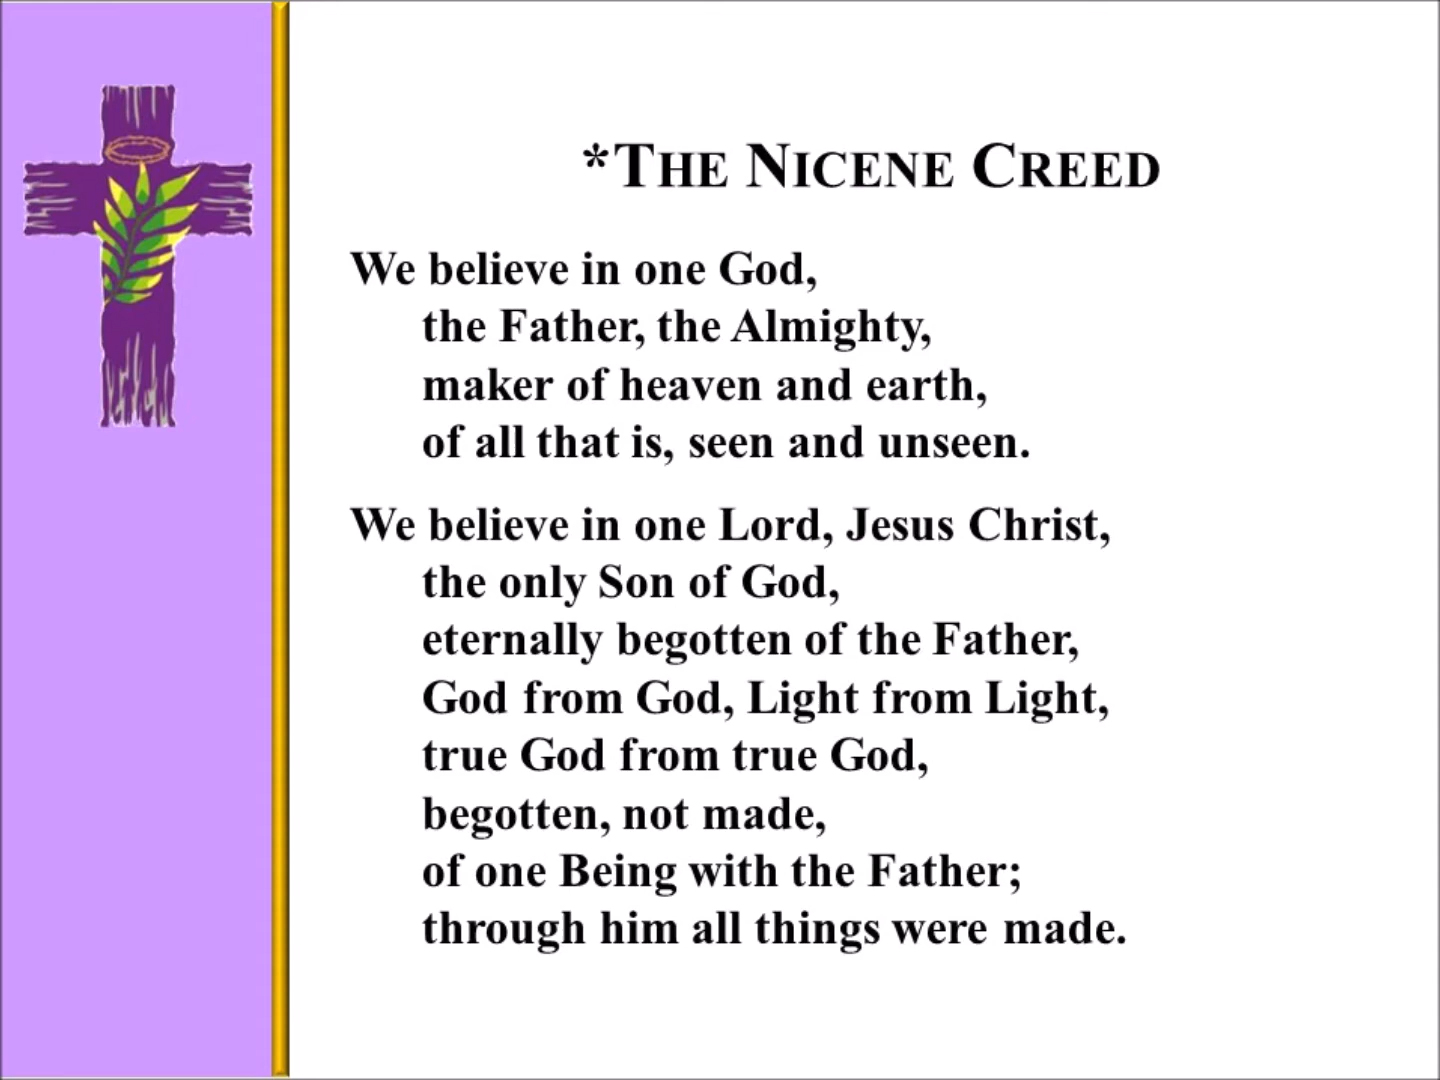 *THE NICENE CREED
We believe in one God,
the Father, the Almighty,
maker of heaven and earth,
of all that is, seen and unseen.
We believe in one Lord, Jesus Christ,
the only Son of God,
eternally begotten of the Father,
God from God, Light from Light,
true God from true God,
begotten, not made,
of one Being with the Father;
through him all things were made.